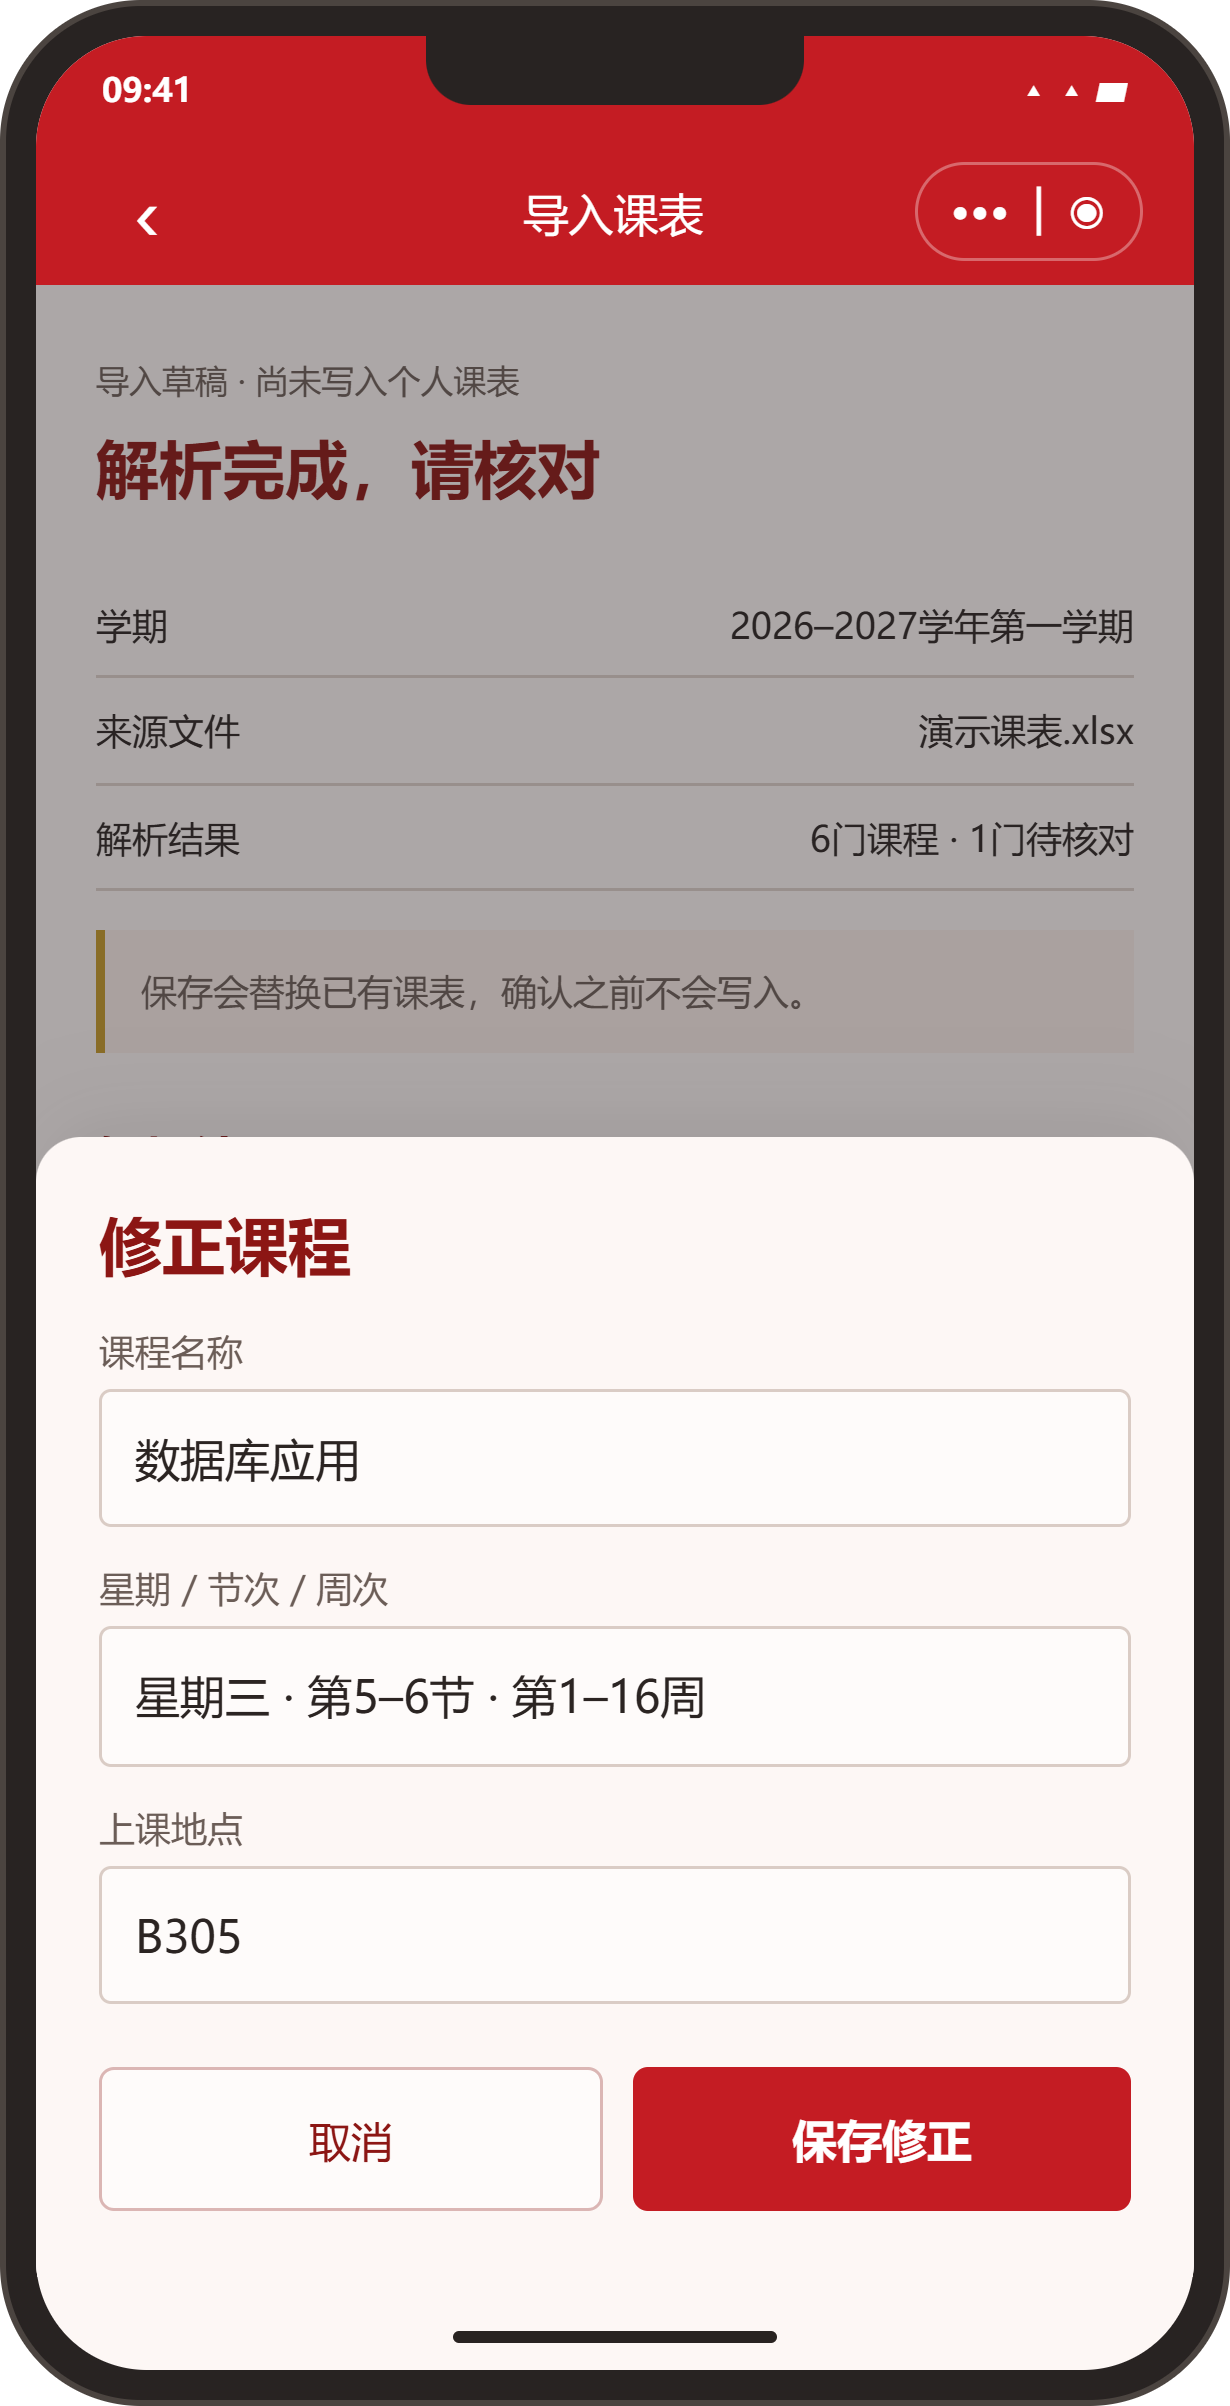 09:41
导入课表
导入草稿 · 尚未写入个人课表
解析完成，请核对
学期 2026–2027学年第一学期
来源文件 演示课表.xlsx
解析结果 6门课程 · 1门待核对
保存会替换已有课表，确认之前不会写入。
修正课程
课程名称
数据库应用
星期 / 节次 / 周次
星期三 · 第5–6节 · 第1–16周
上课地点
B305
取消 保存修正